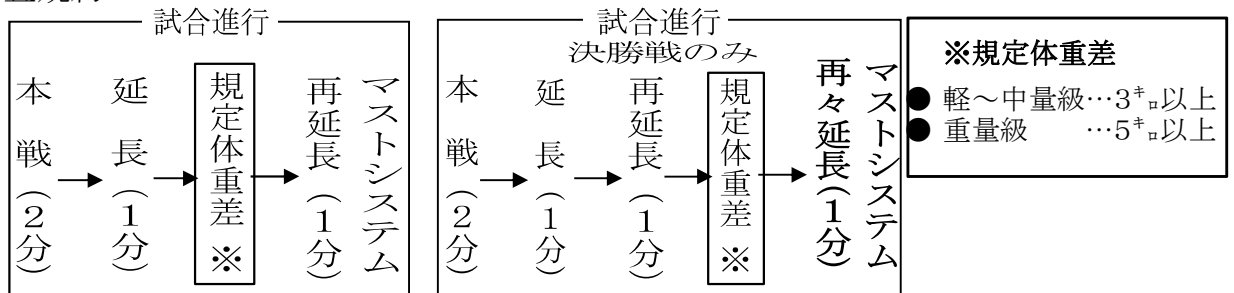 試合進行
本戦(2分)
延長(1分)
規定体重差※
再延長(1分)
マストシステム
試合進行
決勝戦のみ
本戦(2分)
延長(1分)
再延長(1分)
規定体重差※
再々延長(1分)
マストシステム
※規定体重差
● 軽～中量級…3㌔以上
● 重量級　　…5㌔以上